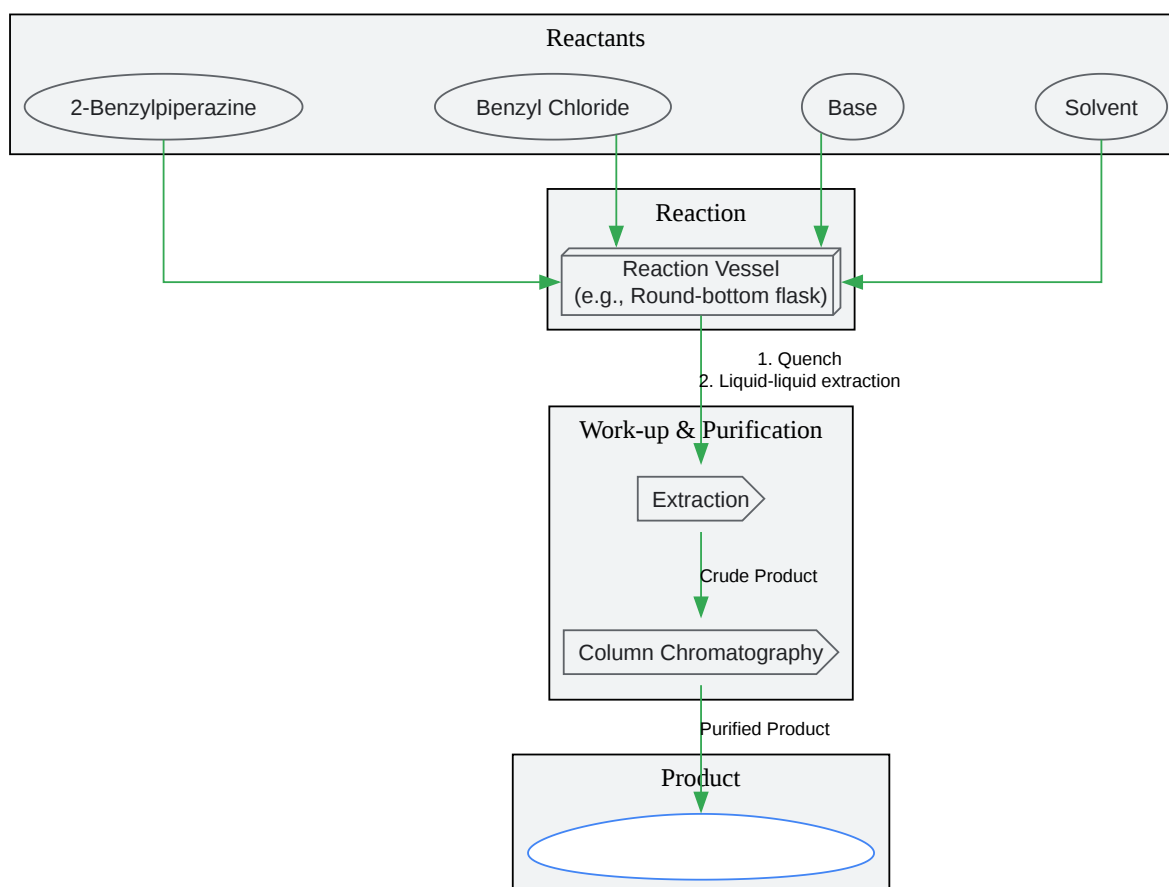 Reactants
2-Benzylpiperazine
Benzyl Chloride
Base
Solvent
Reaction
Reaction Vessel
(e.g., Round-bottom flask)
1. Quench
2. Liquid-liquid extraction
Work-up & Purification
Extraction
Crude Product
Column Chromatography
Purified Product
Product